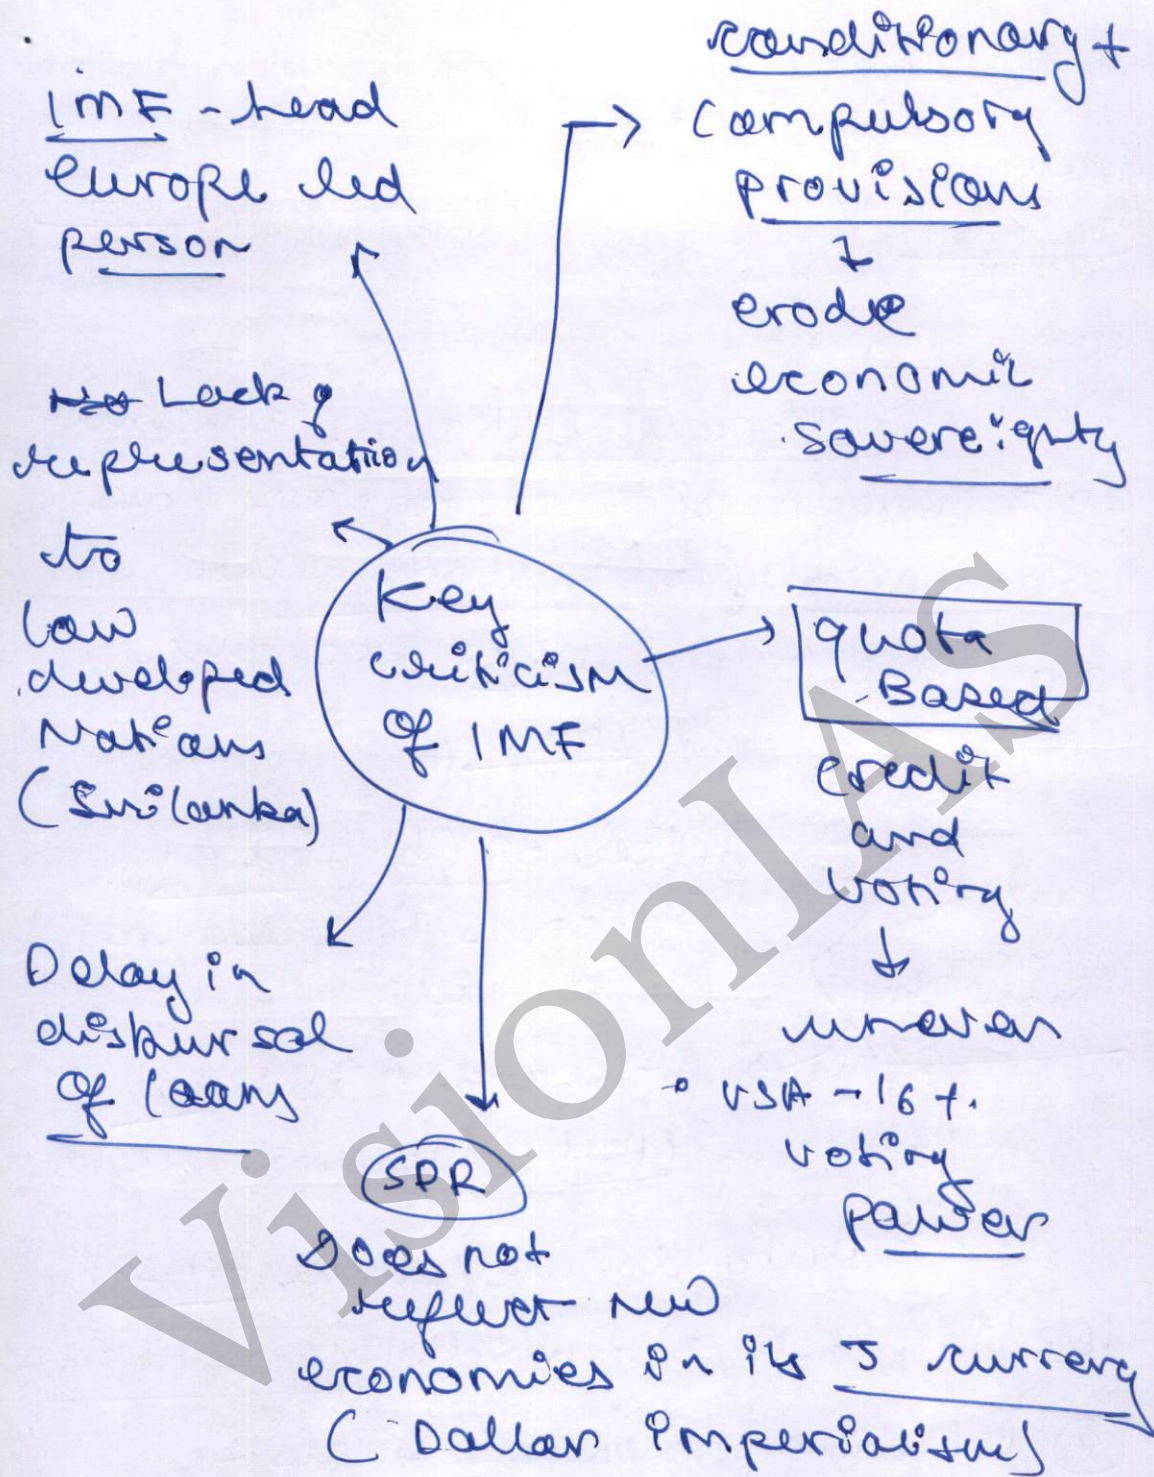 IMF - head
Europe led
person
conditionary +
compulsory
provisions
↓
erode
economic
sovereignty
Lack of
representation
to
low
developed
Nations
(Srilanka)
Key
criticism
of IMF
quota
Based
credit
and
voting
↓
uneven
• USA - 16 %.
voting
power
Delay in
disbursal
of loans
SDR
Does not
reflect new
economies in its 5 currency
(Dollar imperialism)
VisionIAS